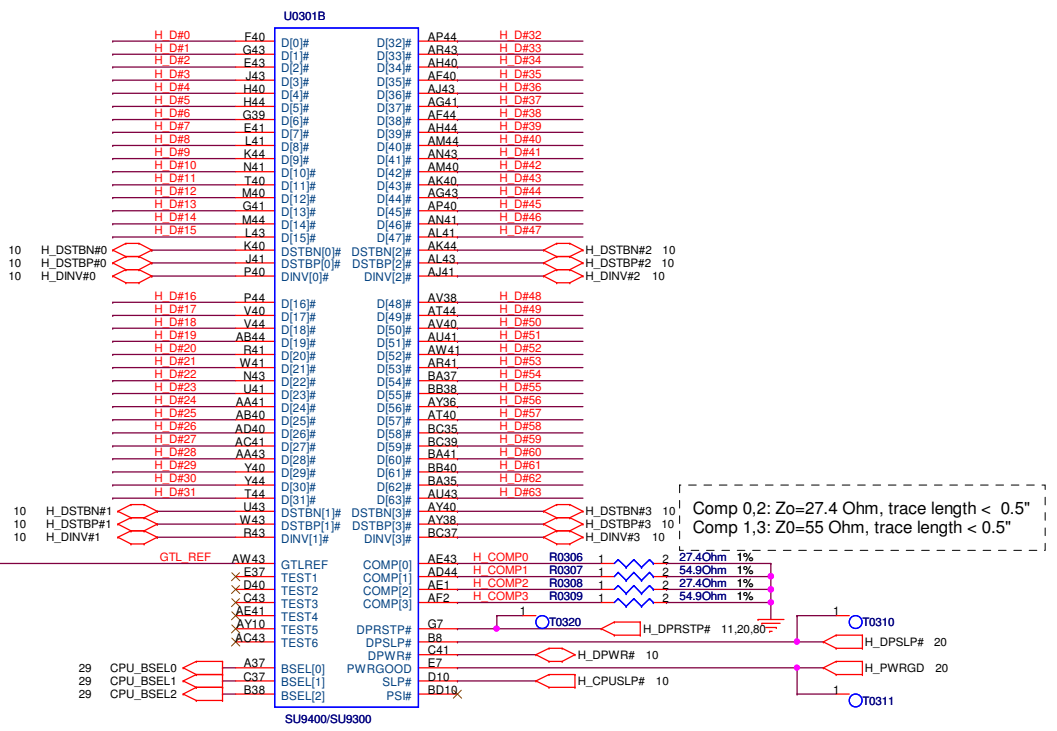 U0301B
H_D#0 F40 D[0]# D[32]# AP44 H_D#32
H_D#1 G43 D[1]# D[33]# AR43 H_D#33
H_D#2 E43 D[2]# D[34]# AH40 H_D#34
H_D#3 J43 D[3]# D[35]# AF40 H_D#35
H_D#4 H40 D[4]# D[36]# AJ43 H_D#36
H_D#5 H44 D[5]# D[37]# AG41 H_D#37
H_D#6 G39 D[6]# D[38]# AF44 H_D#38
H_D#7 E41 D[7]# D[39]# AH44 H_D#39
H_D#8 L41 D[8]# D[40]# AM44 H_D#40
H_D#9 K44 D[9]# D[41]# AN43 H_D#41
H_D#10 N41 D[10]# D[42]# AM40 H_D#42
H_D#11 T40 D[11]# D[43]# AK40 H_D#43
H_D#12 M40 D[12]# D[44]# AG43 H_D#44
H_D#13 G41 D[13]# D[45]# AP40 H_D#45
H_D#14 M44 D[14]# D[46]# AN41 H_D#46
H_D#15 L43 D[15]# D[47]# AL41 H_D#47
10 H_DSTBN#0 K40 DSTBN[0]# DSTBN[2]# AK44 H_DSTBN#2 10
10 H_DSTBP#0 J41 DSTBP[0]# DSTBP[2]# AL43 H_DSTBP#2 10
10 H_DINV#0 P40 DINV[0]# DINV[2]# AJ41 H_DINV#2 10
H_D#16 P44 D[16]# D[48]# AV38 H_D#48
H_D#17 V40 D[17]# D[49]# AT44 H_D#49
H_D#18 V44 D[18]# D[50]# AV40 H_D#50
H_D#19 AB44 D[19]# D[51]# AU41 H_D#51
H_D#20 R41 D[20]# D[52]# AW41 H_D#52
H_D#21 W41 D[21]# D[53]# AR41 H_D#53
H_D#22 N43 D[22]# D[54]# BA37 H_D#54
H_D#23 U41 D[23]# D[55]# BB38 H_D#55
H_D#24 AA41 D[24]# D[56]# AY36 H_D#56
H_D#25 AB40 D[25]# D[57]# AT40 H_D#57
H_D#26 AD40 D[26]# D[58]# BC35 H_D#58
H_D#27 AC41 D[27]# D[59]# BC39 H_D#59
H_D#28 AA43 D[28]# D[60]# BA41 H_D#60
H_D#29 Y40 D[29]# D[61]# BB40 H_D#61
H_D#30 Y44 D[30]# D[62]# BA35 H_D#62
H_D#31 T44 D[31]# D[63]# AU43 H_D#63
10 H_DSTBN#1 U43 DSTBN[1]# DSTBN[3]# AY40 H_DSTBN#3 10
10 H_DSTBP#1 W43 DSTBP[1]# DSTBP[3]# AY38 H_DSTBP#3 10
10 H_DINV#1 R43 DINV[1]# DINV[3]# BC37 H_DINV#3 10
Comp 0,2: Zo=27.4 Ohm, trace length < 0.5"
Comp 1,3: Z0=55 Ohm, trace length < 0.5"
GTL_REF AW43 GTLREF COMP[0] AE43 H_COMP0 R0306 1 2 27.4Ohm 1%
E37 TEST1 COMP[1] AD44 H_COMP1 R0307 1 2 54.9Ohm 1%
D40 TEST2 COMP[2] AE1 H_COMP2 R0308 1 2 27.4Ohm 1%
C43 TEST3 COMP[3] AF2 H_COMP3 R0309 1 2 54.9Ohm 1%
AE41 TEST4
1 T0320 1 T0310
AY10 TEST5 DPRSTP# G7 H_DPRSTP# 11,20,80
AC43 TEST6 DPSLP# B8 H_DPSLP# 20
DPWR# C41 H_DPWR# 10
29 CPU_BSEL0 A37 BSEL[0] PWRGOOD E7 H_PWRGD 20
29 CPU_BSEL1 C37 BSEL[1] SLP# D10 H_CPUSLP# 10
29 CPU_BSEL2 B38 BSEL[2] PSI# BD10
1 T0311
SU9400/SU9300